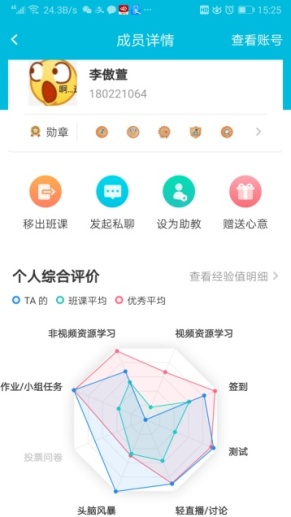 24.3B/s
15:25
成员详情
查看账号
李傲萱
180221064
勋章
移出班课
发起私聊
设为助教
赠送心意
个人综合评价
查看经验值明细
TA 的
班课平均
优秀平均
非视频资源学习
视频资源学习
作业/小组任务
签到
投票问卷
测试
头脑风暴
轻直播/讨论